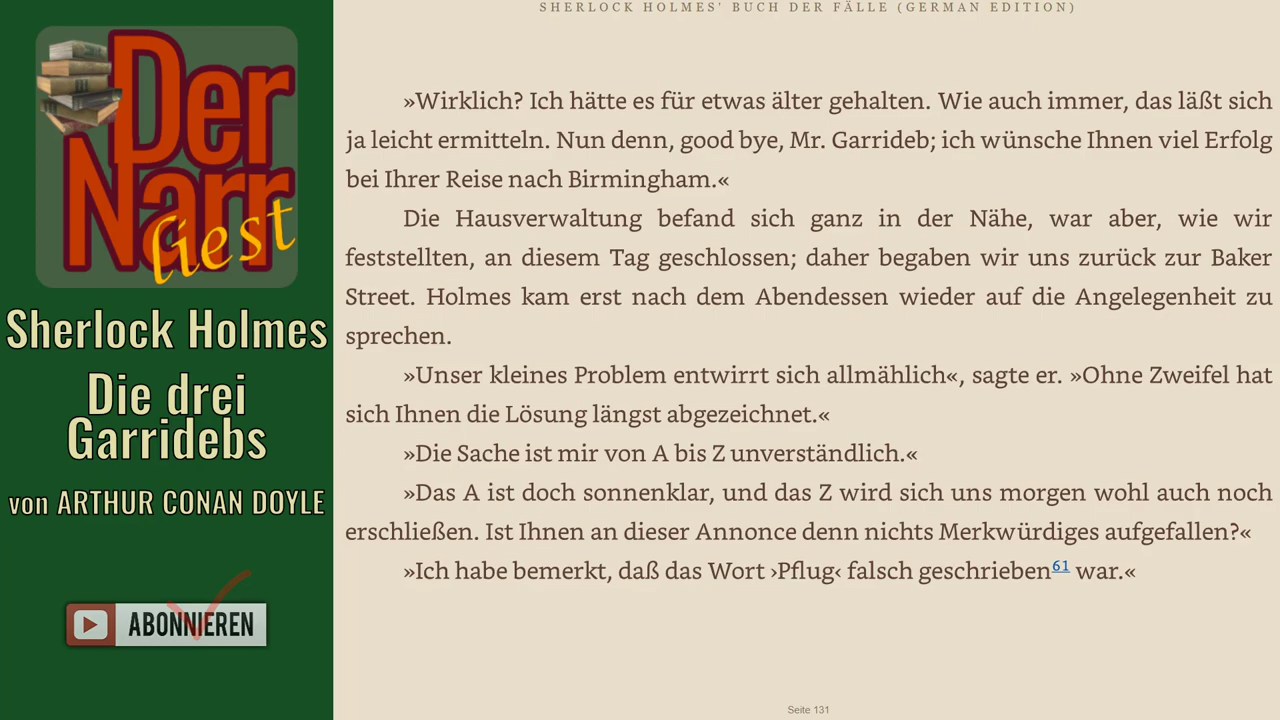 Der
Narr
liest
Sherlock Holmes
Die drei
Garridebs
von ARTHUR CONAN DOYLE
ABONNIEREN
SHERLOCK HOLMES' BUCH DER FÄLLE (GERMAN EDITION)
»Wirklich? Ich hätte es für etwas älter gehalten. Wie auch immer, das läßt sich
ja leicht ermitteln. Nun denn, good bye, Mr. Garrideb; ich wünsche Ihnen viel Erfolg
bei Ihrer Reise nach Birmingham.«
Die Hausverwaltung befand sich ganz in der Nähe, war aber, wie wir
feststellten, an diesem Tag geschlossen; daher begaben wir uns zurück zur Baker
Street. Holmes kam erst nach dem Abendessen wieder auf die Angelegenheit zu
sprechen.
»Unser kleines Problem entwirrt sich allmählich«, sagte er. »Ohne Zweifel hat
sich Ihnen die Lösung längst abgezeichnet.«
»Die Sache ist mir von A bis Z unverständlich.«
»Das A ist doch sonnenklar, und das Z wird sich uns morgen wohl auch noch
erschließen. Ist Ihnen an dieser Annonce denn nichts Merkwürdiges aufgefallen?«
»Ich habe bemerkt, daß das Wort ›Pflug‹ falsch geschrieben61 war.«
Seite 131